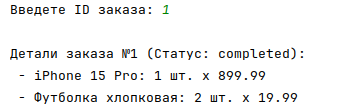 Введите ID заказа: 1
Детали заказа №1 (Статус: completed):
- iPhone 15 Pro: 1 шт. x 899.99
- Футболка хлопковая: 2 шт. x 19.99